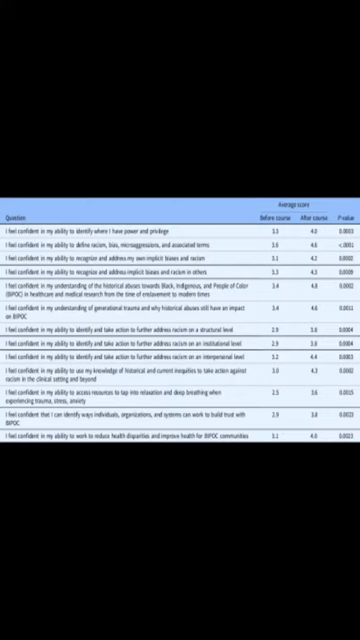 Average score
Question Before course After course P-value
I feel confident in my ability to identify where I have power and privilege 3.3 4.0 0.0003
I feel confident in my ability to define racism, bias, microaggressions, and associated terms 3.6 4.6 <.0001
I feel confident in my ability to recognize and address my own implicit biases and racism 3.1 4.2 0.0002
I feel confident in my ability to recognize and address implicit biases and racism in others 3.3 4.3 0.0009
I feel confident in my understanding of the historical abuses towards Black, Indigenous, and People of Color
(BIPOC) in healthcare and medical research from the time of enslavement to modern times 3.4 4.8 0.0002
I feel confident in my understanding of generational trauma and why historical abuses still have an impact
on BIPOC 3.4 4.6 0.0011
I feel confident in my ability to identify and take action to further address racism on a structural level 2.9 3.8 0.0004
I feel confident in my ability to identify and take action to further address racism on an institutional level 2.9 3.8 0.0004
I feel confident in my ability to identify and take action to further address racism on an interpersonal level 3.2 4.4 0.0003
I feel confident in my ability to use my knowledge of historical and current inequities to take action against
racism in the clinical setting and beyond 3.0 4.3 0.0002
I feel confident in my ability to access resources to tap into relaxation and deep breathing when
experiencing trauma, stress, anxiety 2.5 3.6 0.0015
I feel confident that I can identify ways individuals, organizations, and systems can work to build trust with
BIPOC 2.9 3.8 0.0023
I feel confident in my ability to work to reduce health disparities and improve health for BIPOC communities 3.1 4.0 0.0023